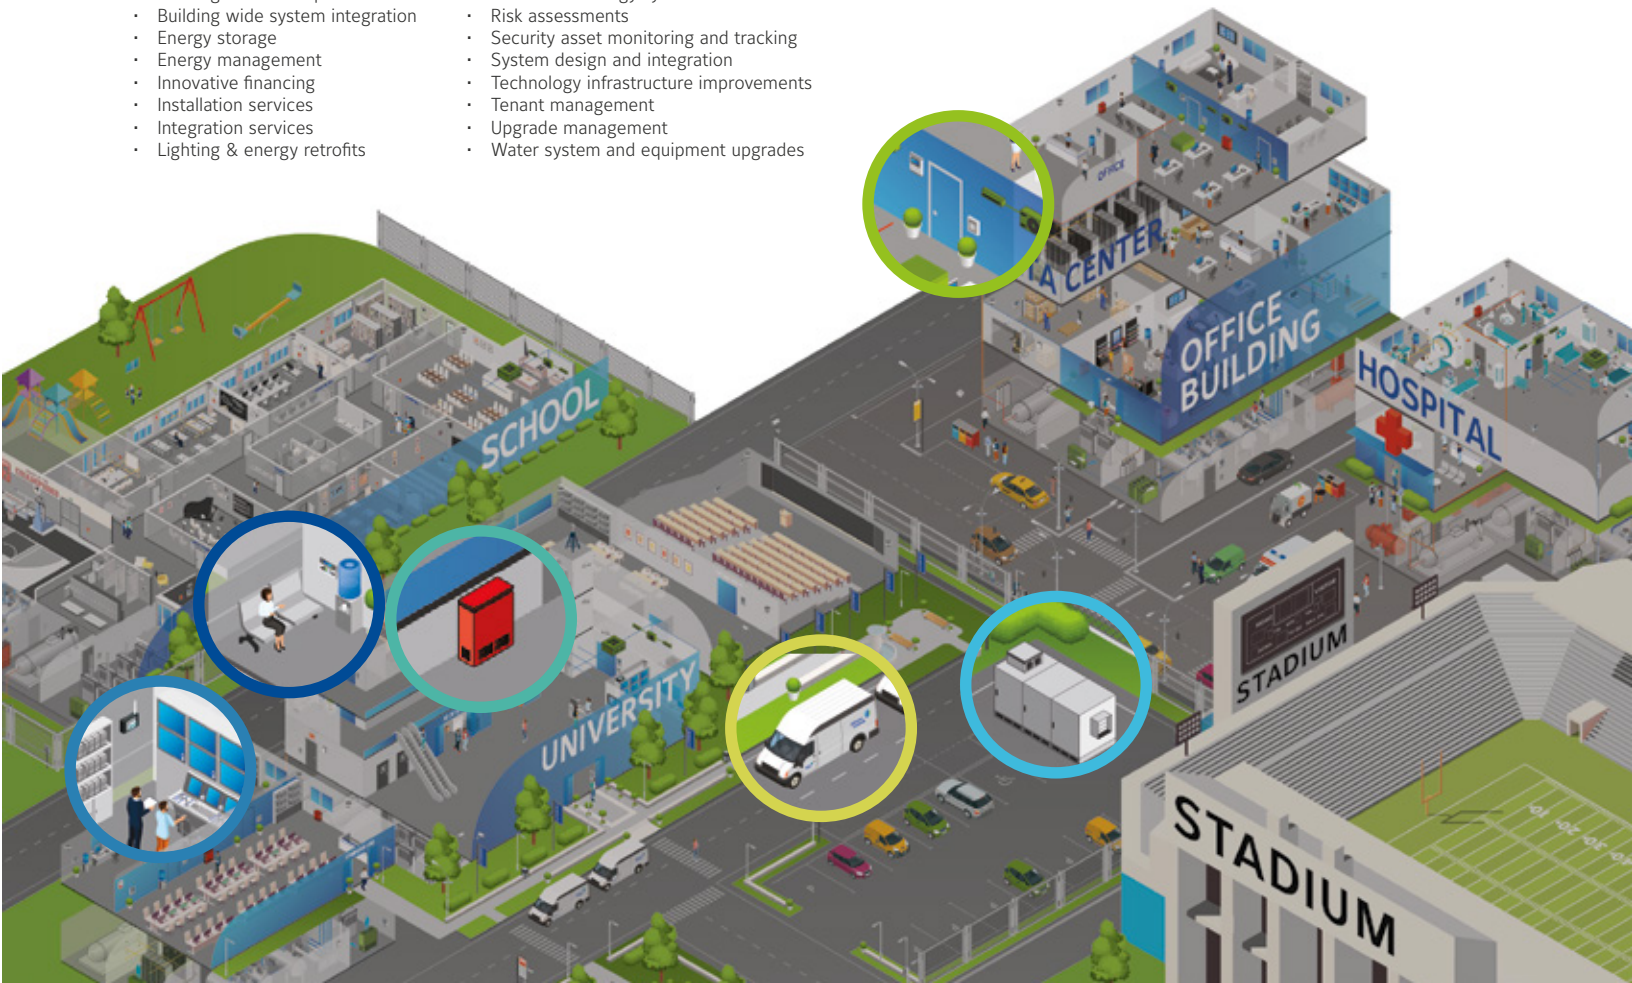 · Building wide system integration
· Energy storage
· Energy management
· Innovative financing
· Installation services
· Integration services
· Lighting & energy retrofits
· Risk assessments
· Security asset monitoring and tracking
· System design and integration
· Technology infrastructure improvements
· Tenant management
· Upgrade management
· Water system and equipment upgrades
OFFICE
TA CENTER
OFFICE
BUILDING
HOSPITAL
SCHOOL
UNIVERSITY
STADIUM
STADIUM